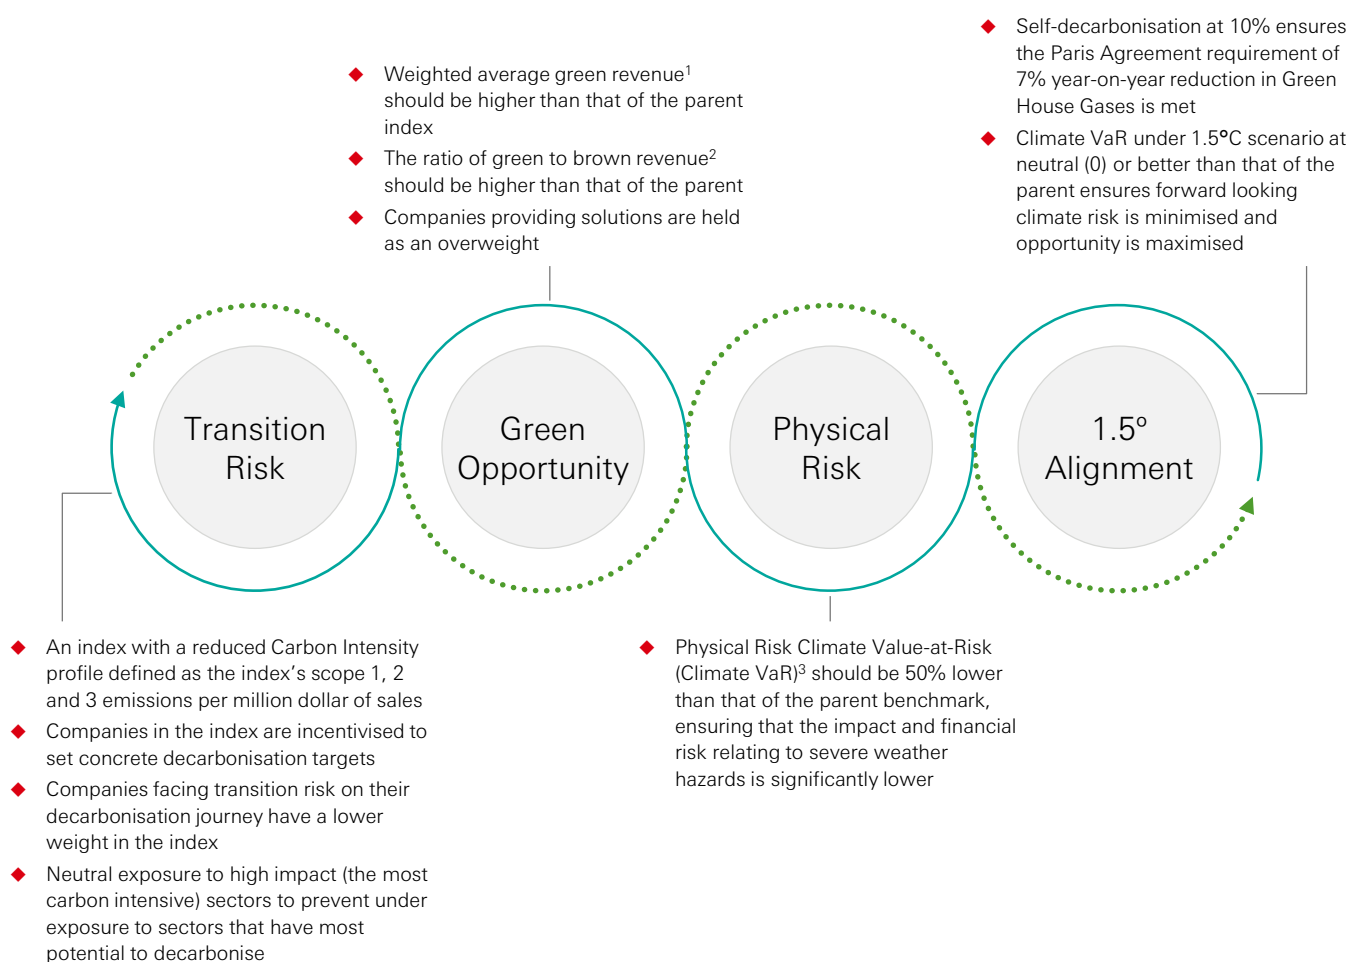 Self-decarbonisation at 10% ensures
the Paris Agreement requirement of
7% year-on-year reduction in Green
House Gases is met
Climate VaR under 1.5°C scenario at
neutral (0) or better than that of the
parent ensures forward looking
climate risk is minimised and
opportunity is maximised
Weighted average green revenue¹
should be higher than that of the parent
index
The ratio of green to brown revenue²
should be higher than that of the parent
Companies providing solutions are held
as an overweight
Transition
Risk
Green
Opportunity
Physical
Risk
1.5º
Alignment
An index with a reduced Carbon Intensity
profile defined as the index’s scope 1, 2
and 3 emissions per million dollar of sales
Companies in the index are incentivised to
set concrete decarbonisation targets
Companies facing transition risk on their
decarbonisation journey have a lower
weight in the index
Neutral exposure to high impact (the most
carbon intensive) sectors to prevent under
exposure to sectors that have most
potential to decarbonise
Physical Risk Climate Value-at-Risk
(Climate VaR)³ should be 50% lower
than that of the parent benchmark,
ensuring that the impact and financial
risk relating to severe weather
hazards is significantly lower